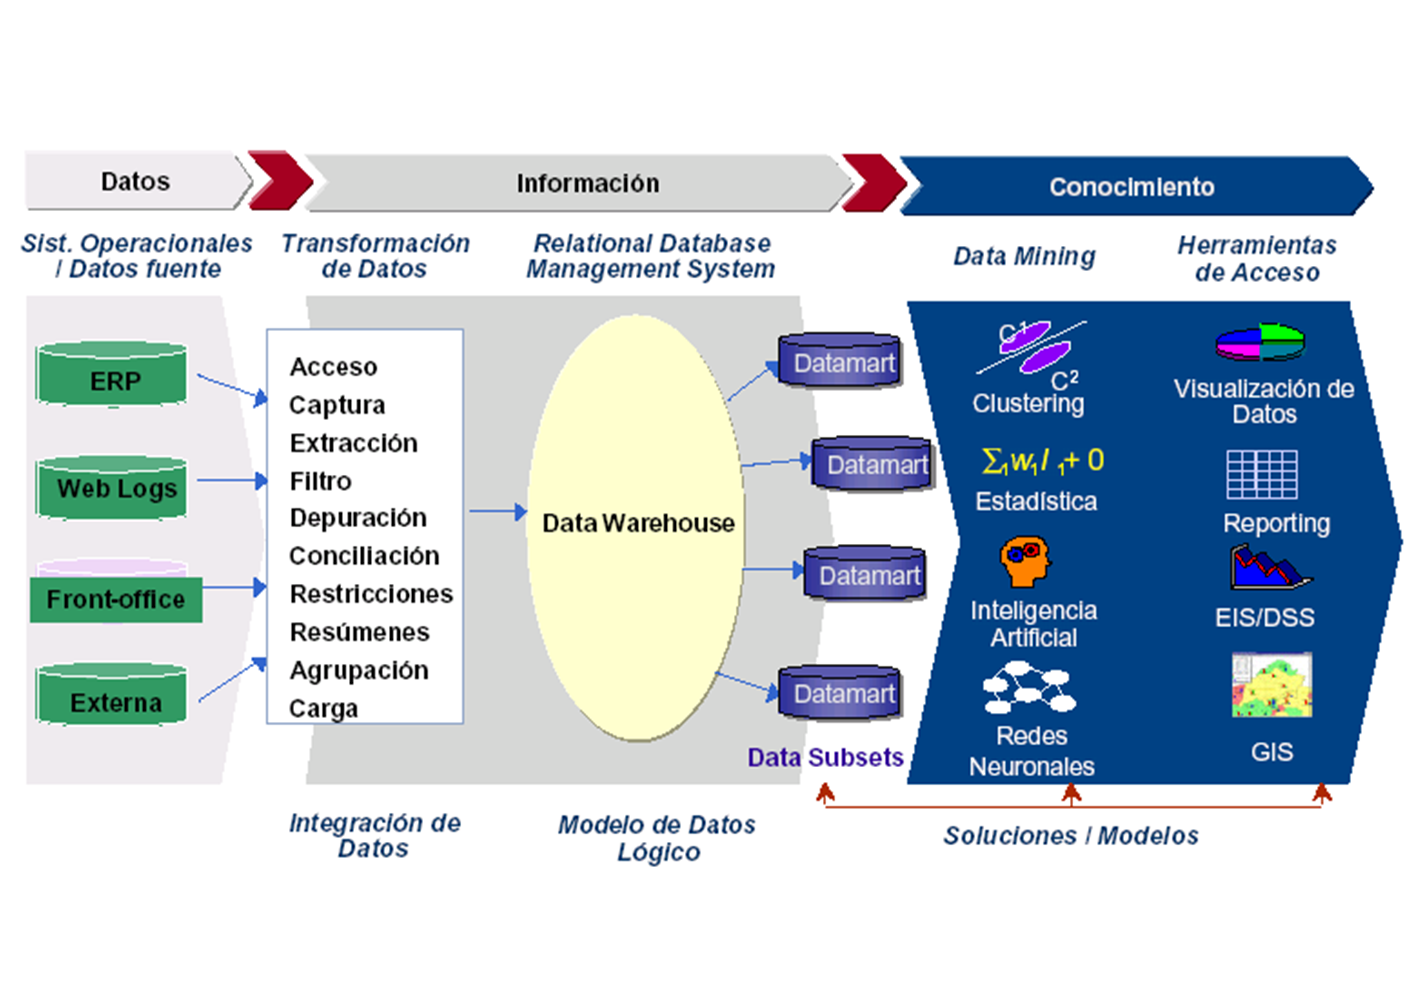 Datos
Información
Conocimiento
Sist. Operacionales
/ Datos fuente
Transformación
de Datos
Relational Database
Management System
Data Mining
Herramientas
de Acceso
ERP
Web Logs
Front-office
Externa
Acceso
Captura
Extracción
Filtro
Depuración
Conciliación
Restricciones
Resúmenes
Agrupación
Carga
Data Warehouse
Datamart
Datamart
Datamart
Datamart
Data Subsets
C1
C2
Clustering
Σ1w1I 1+ O
Estadística
Inteligencia
Artificial
Redes
Neuronales
Visualización de
Datos
Reporting
EIS/DSS
GIS
Integración de
Datos
Modelo de Datos
Lógico
Soluciones / Modelos